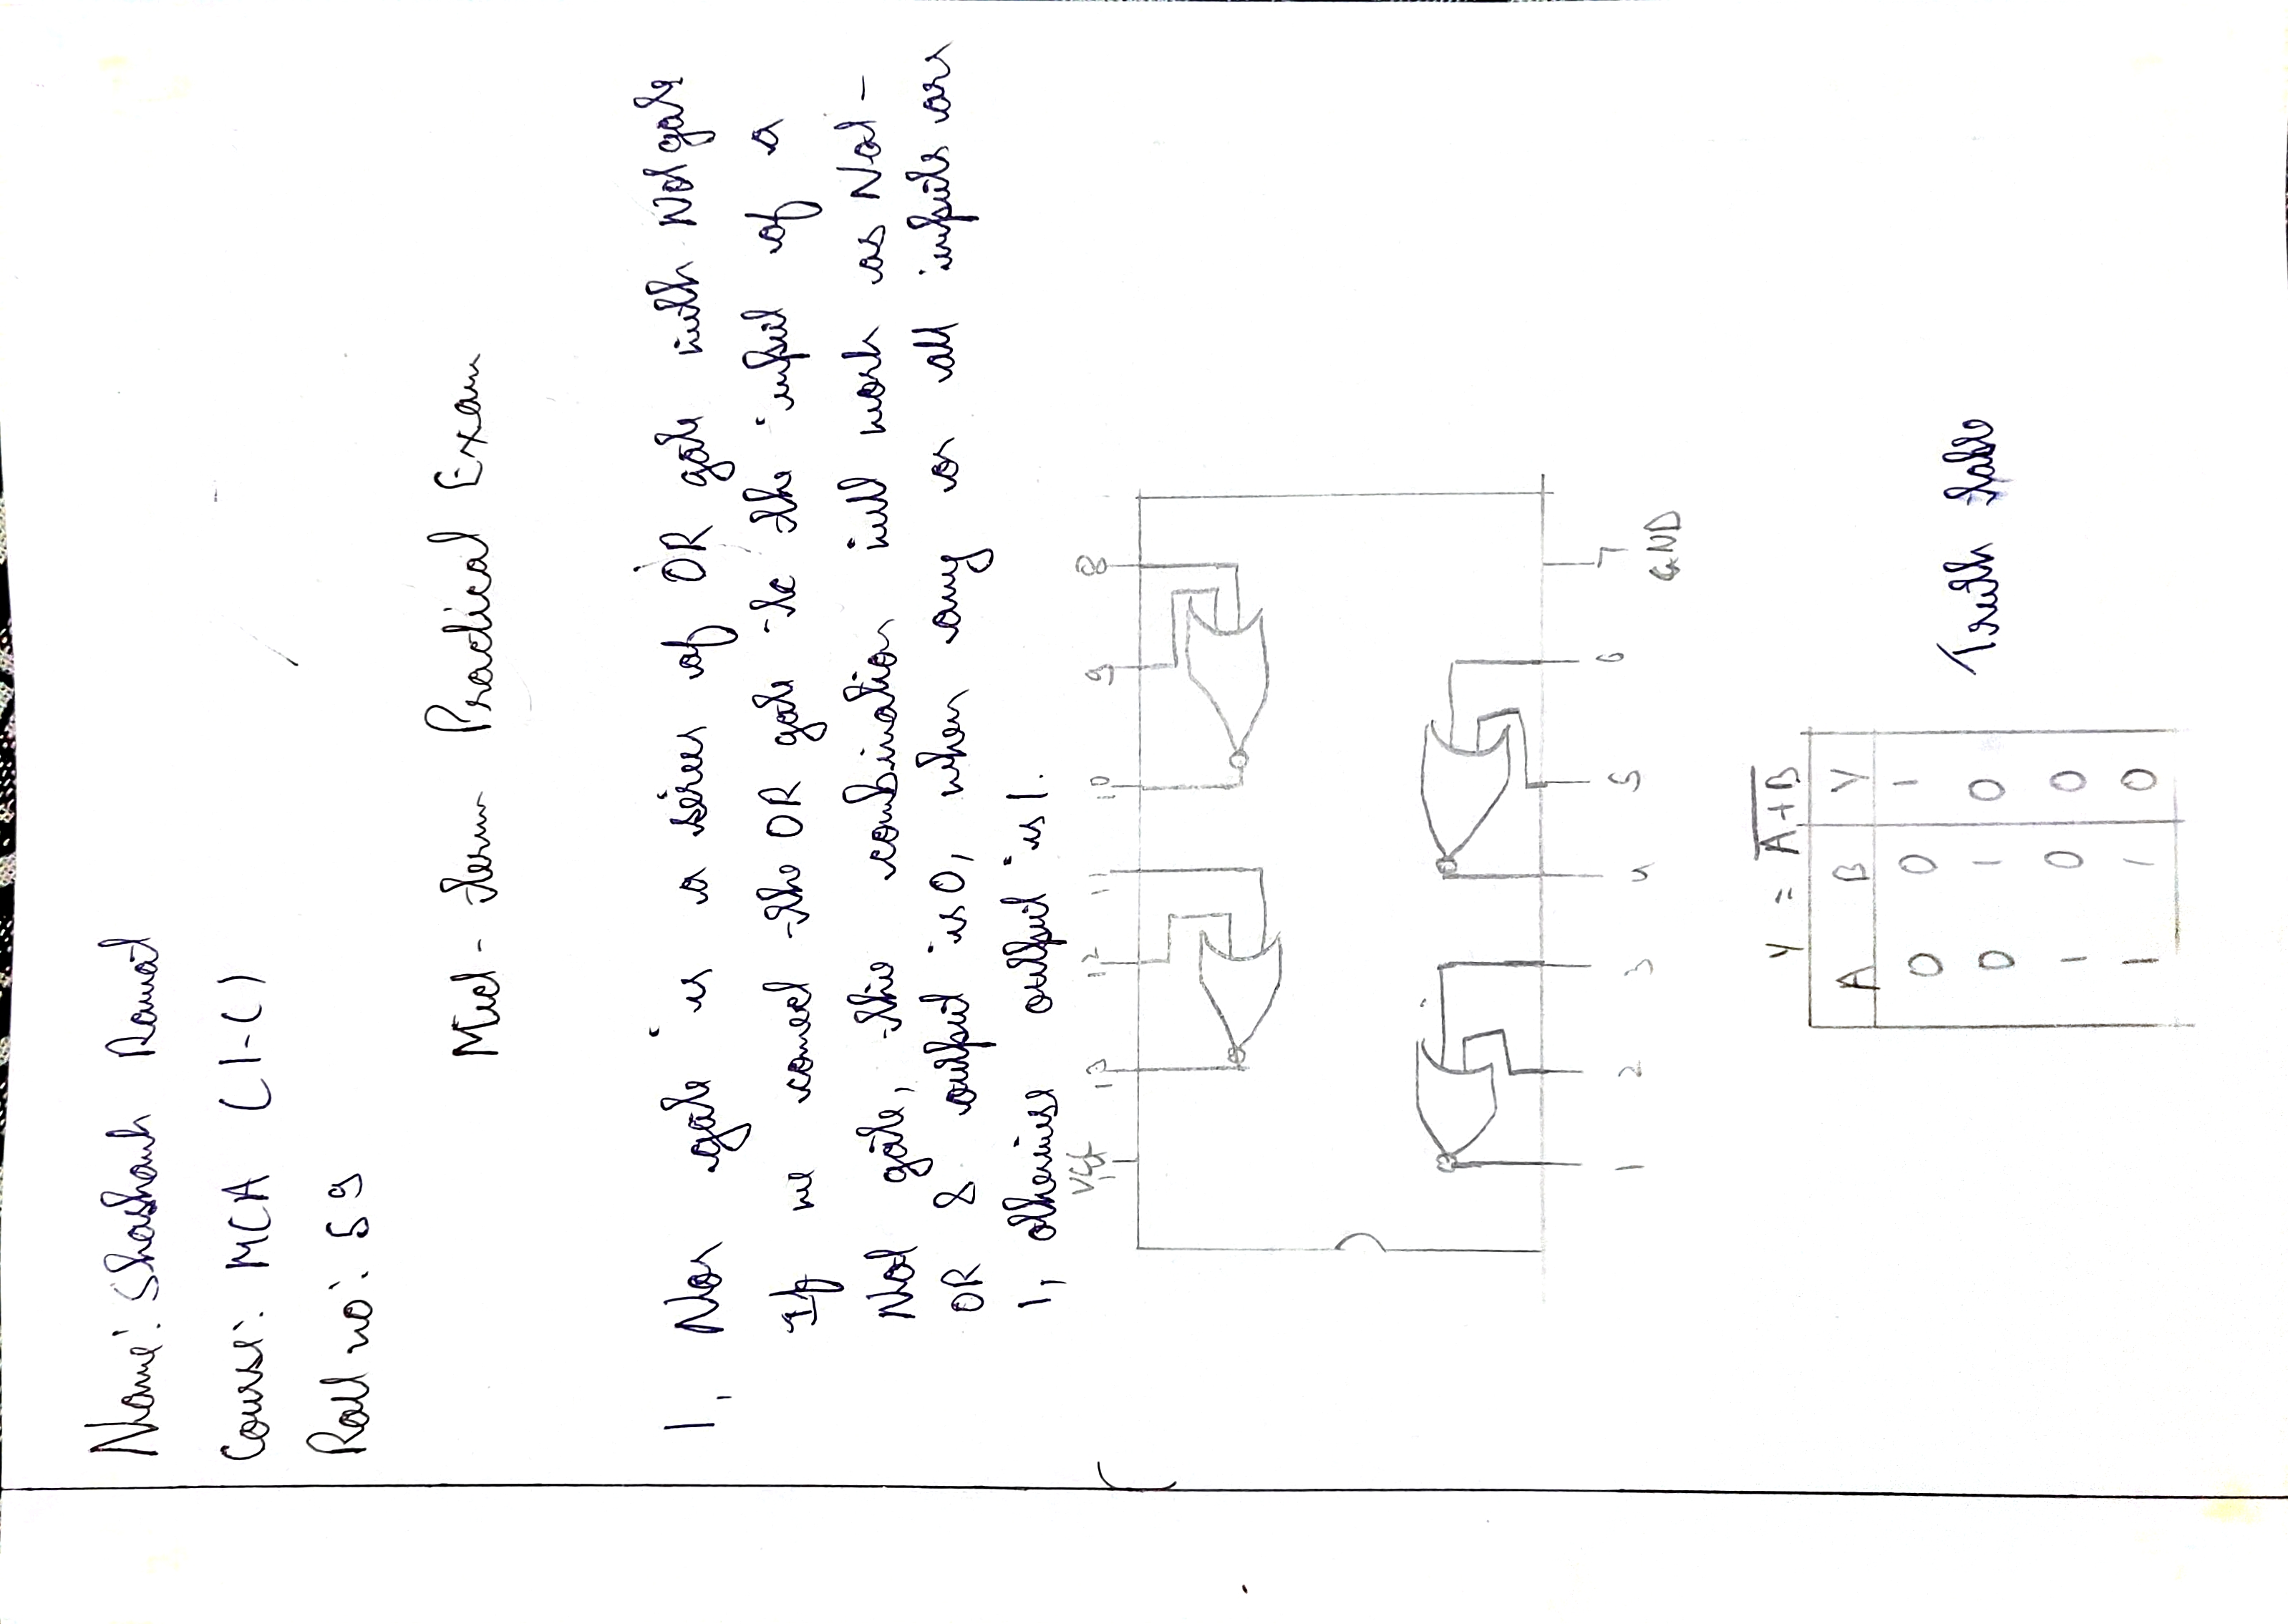 Name: Shashank Rawat
Course: MCA (1-C)
Roll no: 59
Mid-term Practical Exam
1. Nor gate is a series of OR gate with Not gate
If we connect the OR gate to the input of a
Not gate, this combination will work as Not-
OR & output is 0, when any or all inputs are
1, otherwise output is 1.
VCC
14 13 12 11 10 9 8
1 2 3 4 5 6 7
GND
Y = \overline{A+B}
A B Y
0 0 1
0 1 0
Truth table
1 0 0
1 1 0